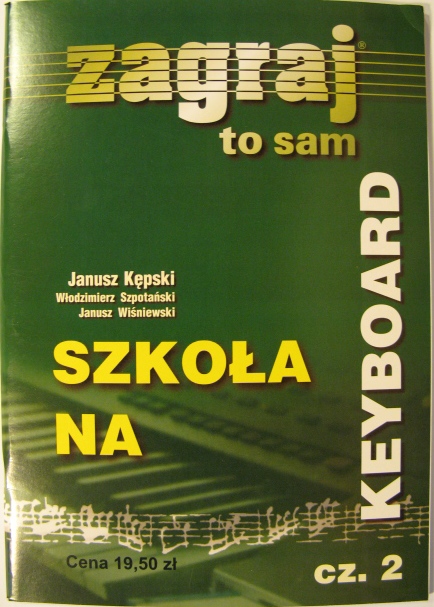 zagraj®
to sam
Janusz Kępski
Włodzimierz Szpotański
Janusz Wiśniewski
SZKOŁA
NA
KEYBOARD
cz. 2
Cena 19,50 zł